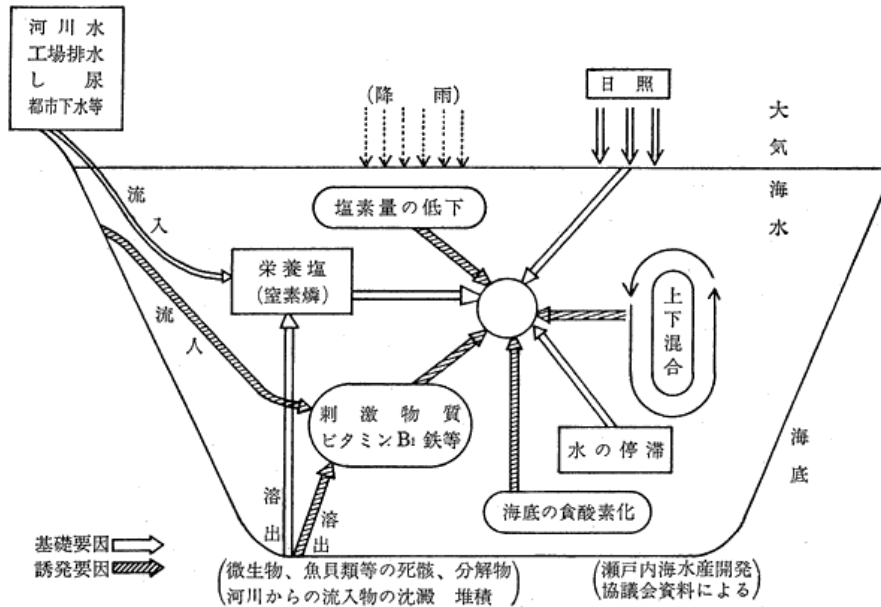 河川水
工場排水
し尿
都市下水等
(降雨)
日照
大気
海水
流入
塩素量の低下
栄養塩
(窒素燐)
流人
上下混合
刺激物質
ビタミンB₁鉄等
水の停滞
海底
溶出
溶出
海底の貪酸素化
基礎要因
誘発要因
(微生物、魚貝類等の死骸、分解物
河川からの流入物の沈澱 堆積)
(瀬戸内海水産開発
協議会資料による)